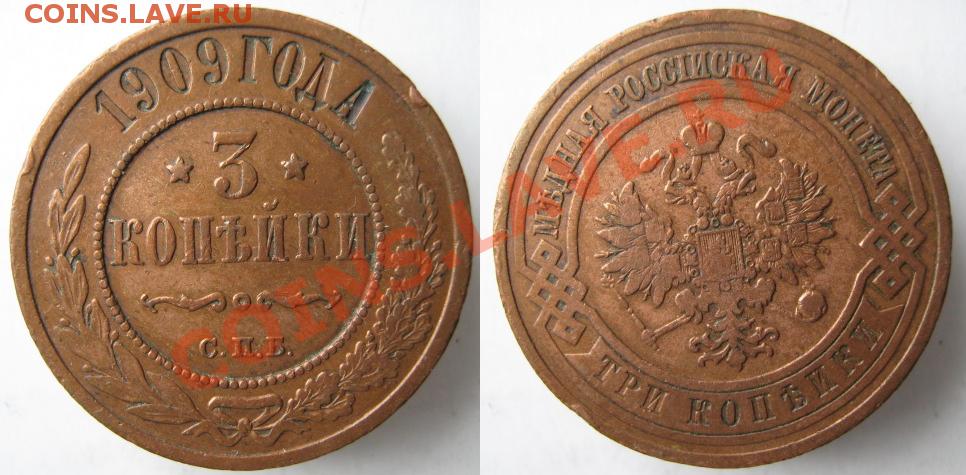 COINS.LAVE.RU
1909 ГОДА
3
КОПѢЙКИ
С.П.Б.
COINS.LAVE.RU
МѢДНАЯ РОССІЙСКАЯ МОНЕТА
ТРИ КОПѢЙКИ
COINS.LAVE.RU